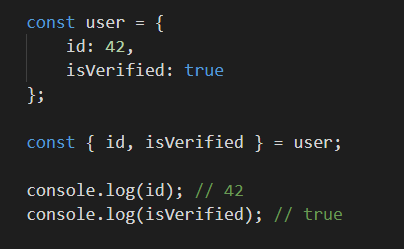 const user = {
    id: 42,
    isVerified: true
};

const { id, isVerified } = user;

console.log(id); // 42
console.log(isVerified); // true